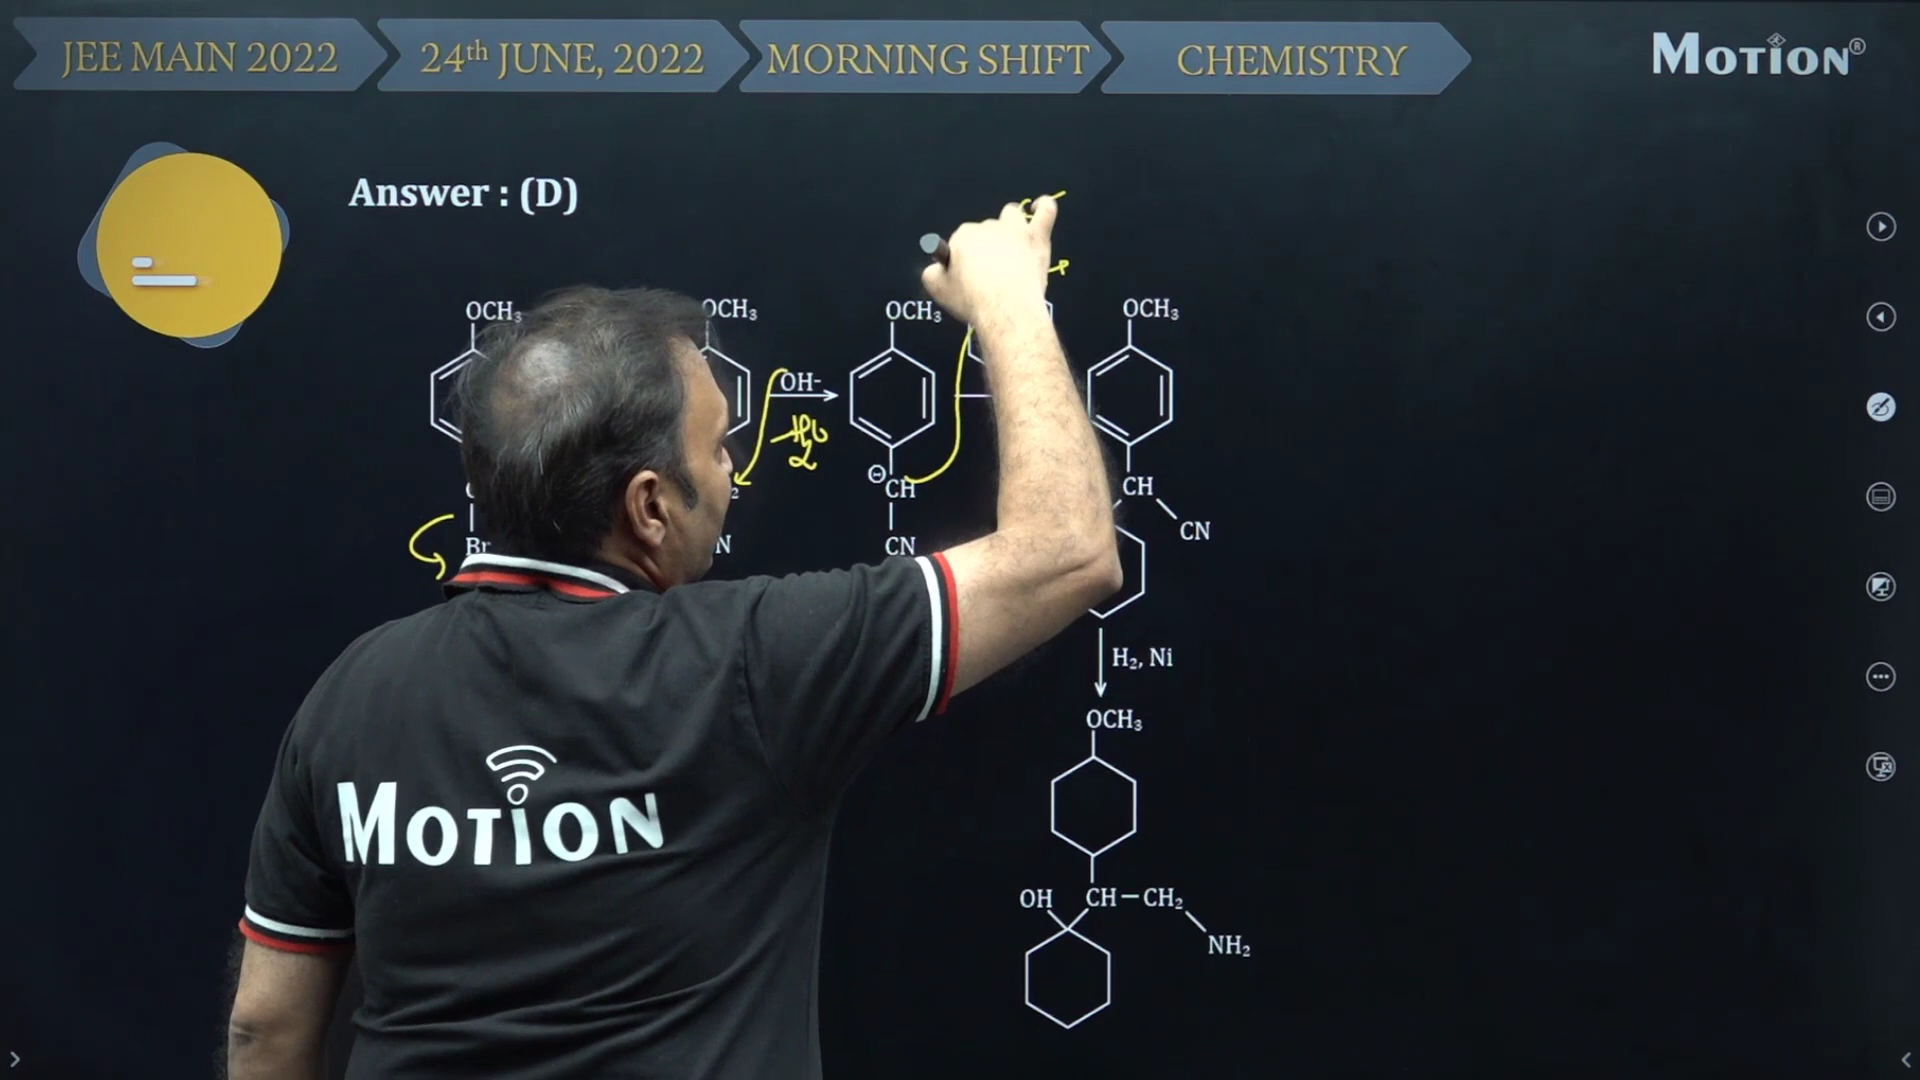 JEE MAIN 2022
24th JUNE, 2022
MORNING SHIFT
CHEMISTRY
MOTION®
Answer : (D)
OCH₃
OCH₃
OCH₃
OCH₃
OH-
⊖
CH
CH
CN
Br
N
CN
H₂, Ni
OCH₃
OH
CH−CH₂
NH₂
MOTION